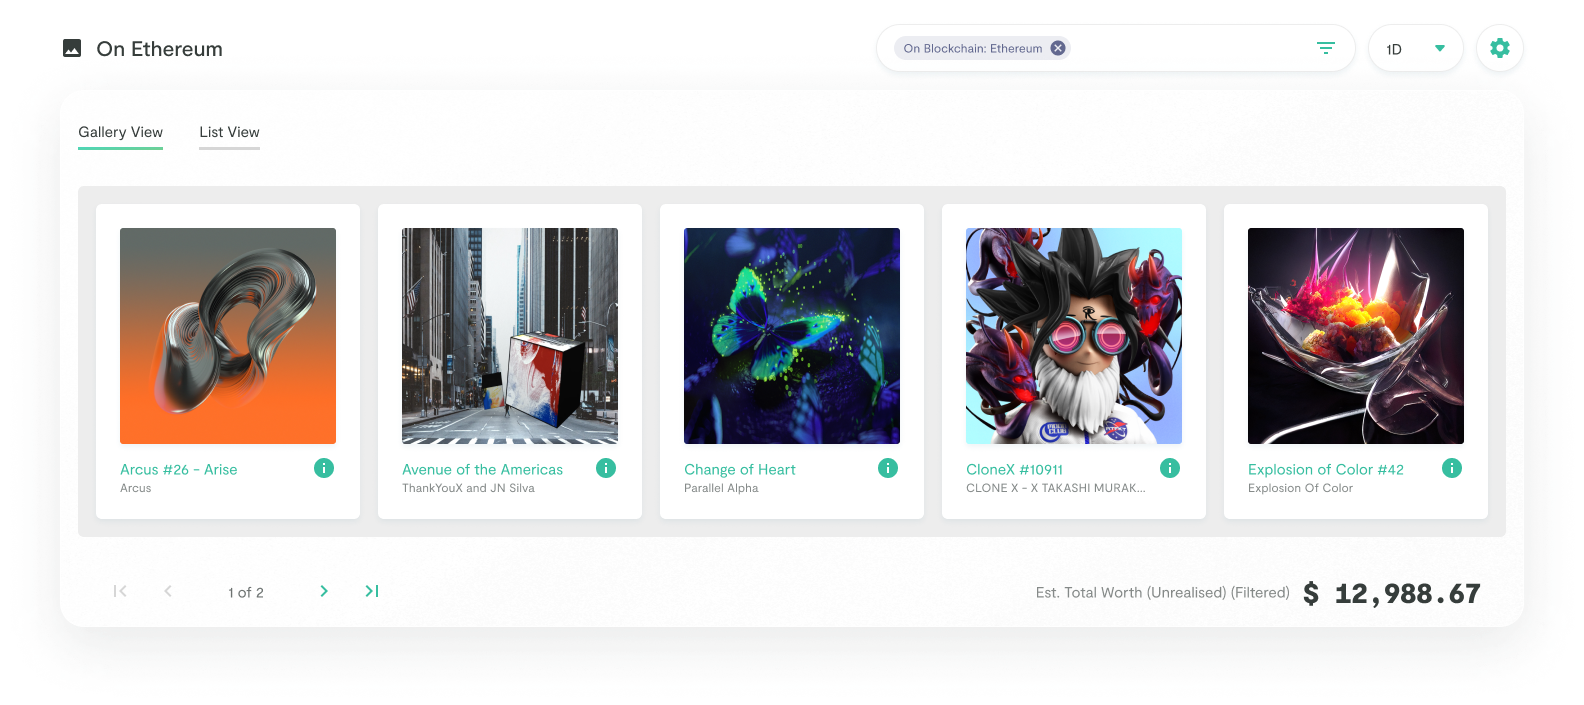 On Ethereum
On Blockchain: Ethereum
1D
Gallery View
List View
Arcus #26 - Arise
Arcus
Avenue of the Americas
ThankYouX and JN Silva
Change of Heart
Parallel Alpha
CloneX #10911
CLONE X - X TAKASHI MURAK...
Explosion of Color #42
Explosion Of Color
1 of 2
Est. Total Worth (Unrealised) (Filtered)
$ 12,988.67